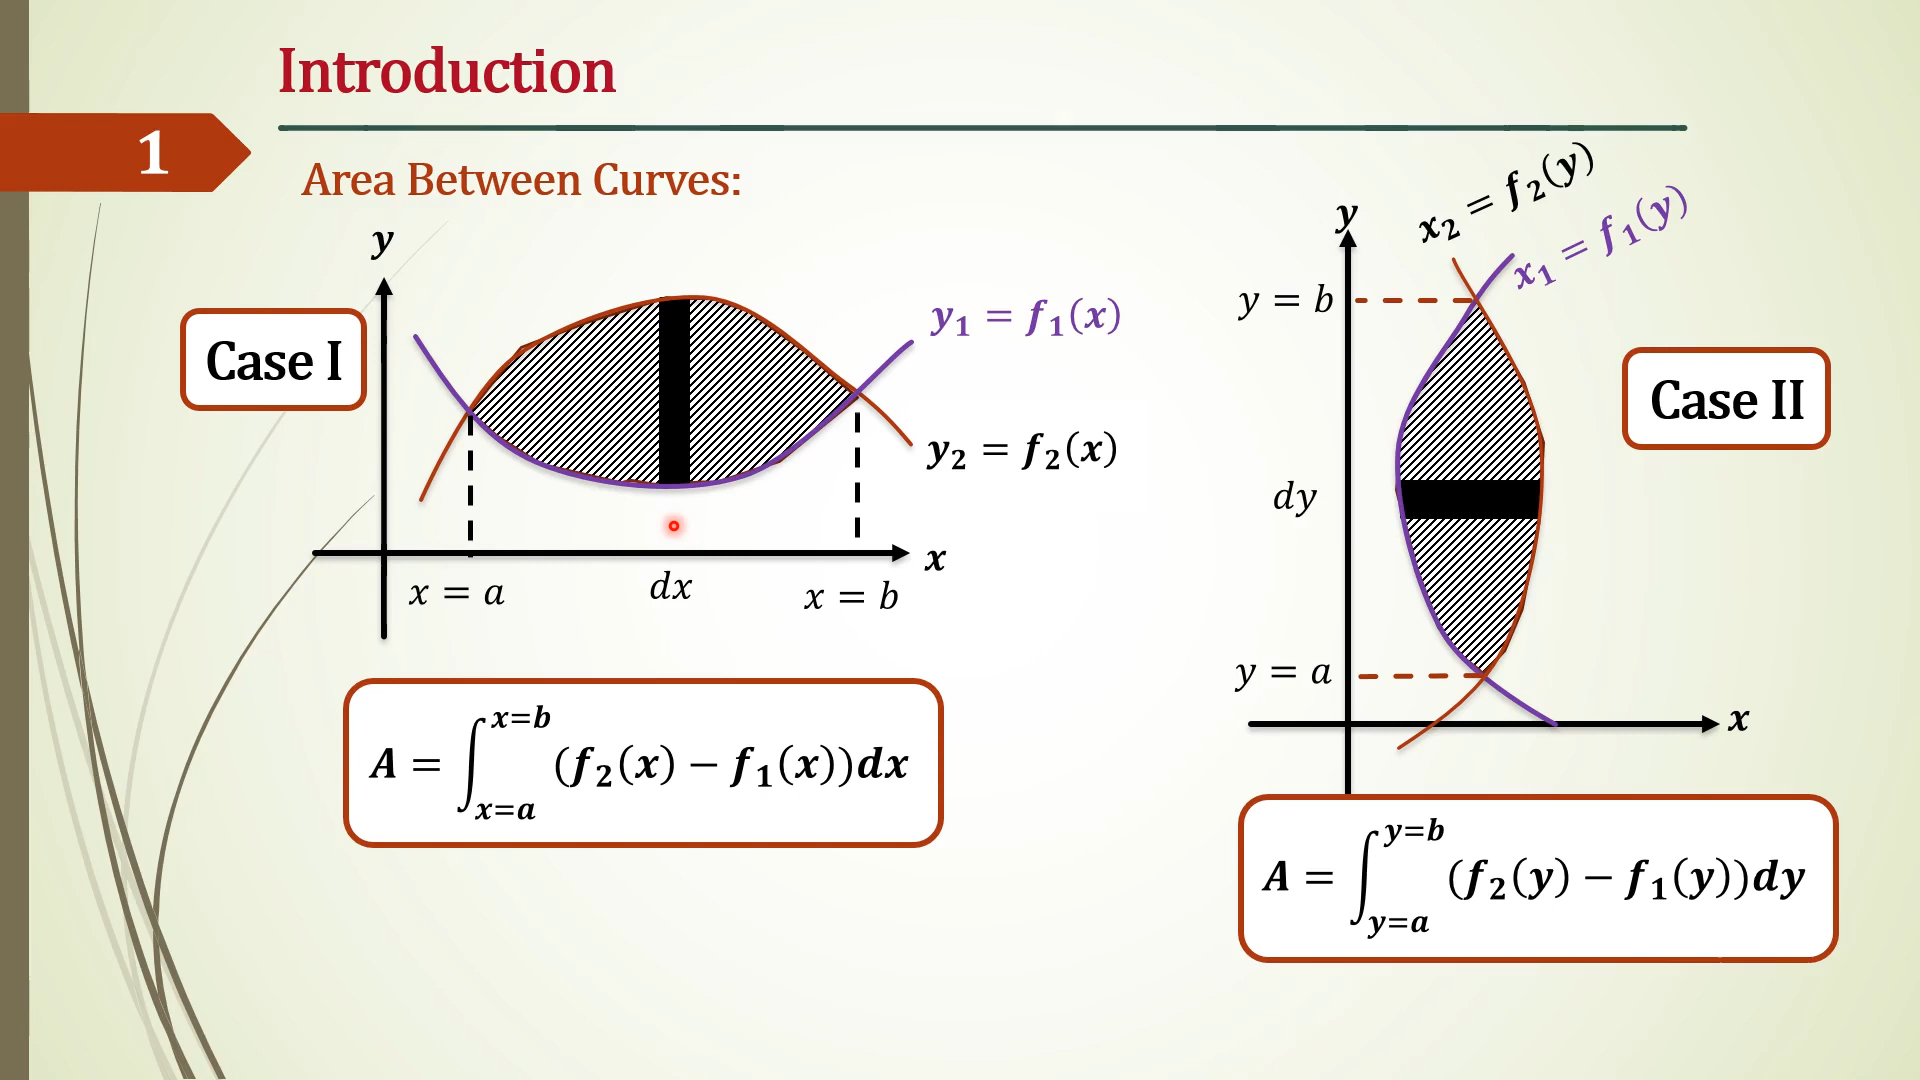 Introduction
1
Area Between Curves:
Case I
y
y₁ = f₁(x)
y₂ = f₂(x)
x
x = a
dx
x = b
A = ∫_{x=a}^{x=b} (f₂(x) − f₁(x))dx
Case II
y
x₂ = f₂(y)
x₁ = f₁(y)
y = b
dy
y = a
x
A = ∫_{y=a}^{y=b} (f₂(y) − f₁(y))dy